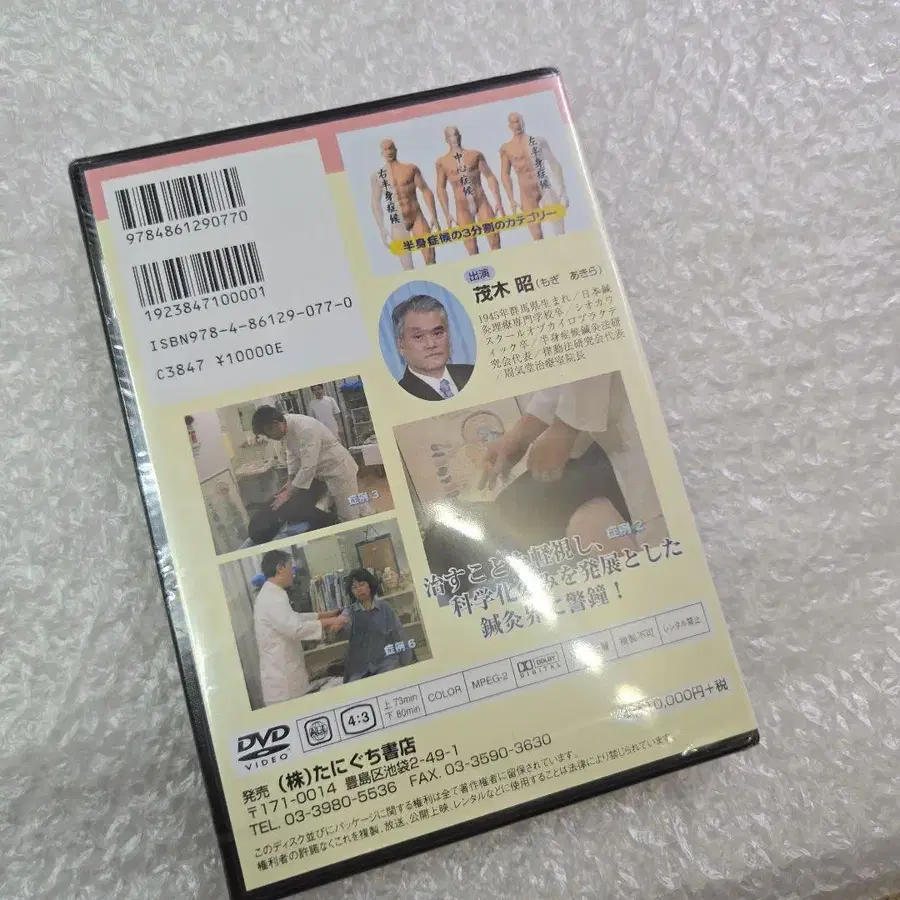 9784861290770
1923847100001
ISBN978-4-86129-077-0
C3847 ¥10000E
右半身症候
中心症候
左半身症候
半身症候の3分割のカテゴリー
出演
茂木 昭(もぎ あきら)
1945年群馬県生まれ/日本鍼
灸理療専門学校卒/シオカワ
スクールオブカイロプラクテ
ィック卒/半身症候鍼灸法研
究会代表/操動法研究会代表
/周気堂治療室院長
症例 3
症例 2
症例 6
治すことを軽視し、
科学化のみを発展とした
鍼灸界に警鐘!
DVD
VIDEO
ALL
4:3
上 73min
下 80min
COLOR
MPEG-2
DOLBY
DIGITAL
層
複製不可
レンタル禁止
10,000円+税
発売 (株)たにぐち書店
〒171-0014 豊島区池袋2-49-1
TEL. 03-3980-5536 FAX. 03-3590-3630
このディスク並びにパッケージに関する権利は全て著作権者に留保されています。
権利者の許諾なくこれを複製、放送、公開上映、レンタルなどに使用することは法律により禁じられています。